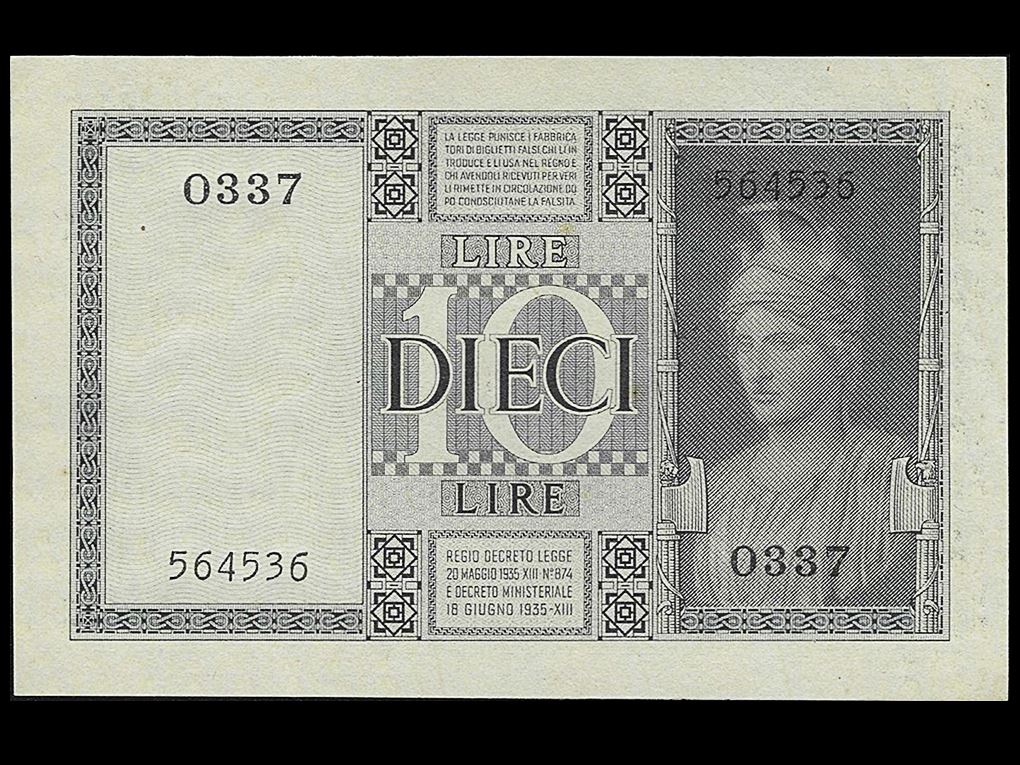 0337
564536
LA LEGGE PUNISCE I FABBRICA
TORI DI BIGLIETTI FALSI, CHI LI IN
TRODUCE E LI USA NEL REGNO E
CHI AVENDOLI RICEVUTI PER VERI
LI RIMETTE IN CIRCOLAZIONE DO
PO CONOSCIUTANE LA FALSITÀ.
LIRE
10
DIECI
LIRE
REGIO DECRETO LEGGE
20 MAGGIO 1935 XIII Nº 874
E DECRETO MINISTERIALE
18 GIUGNO 1935-XIII
564536
0337